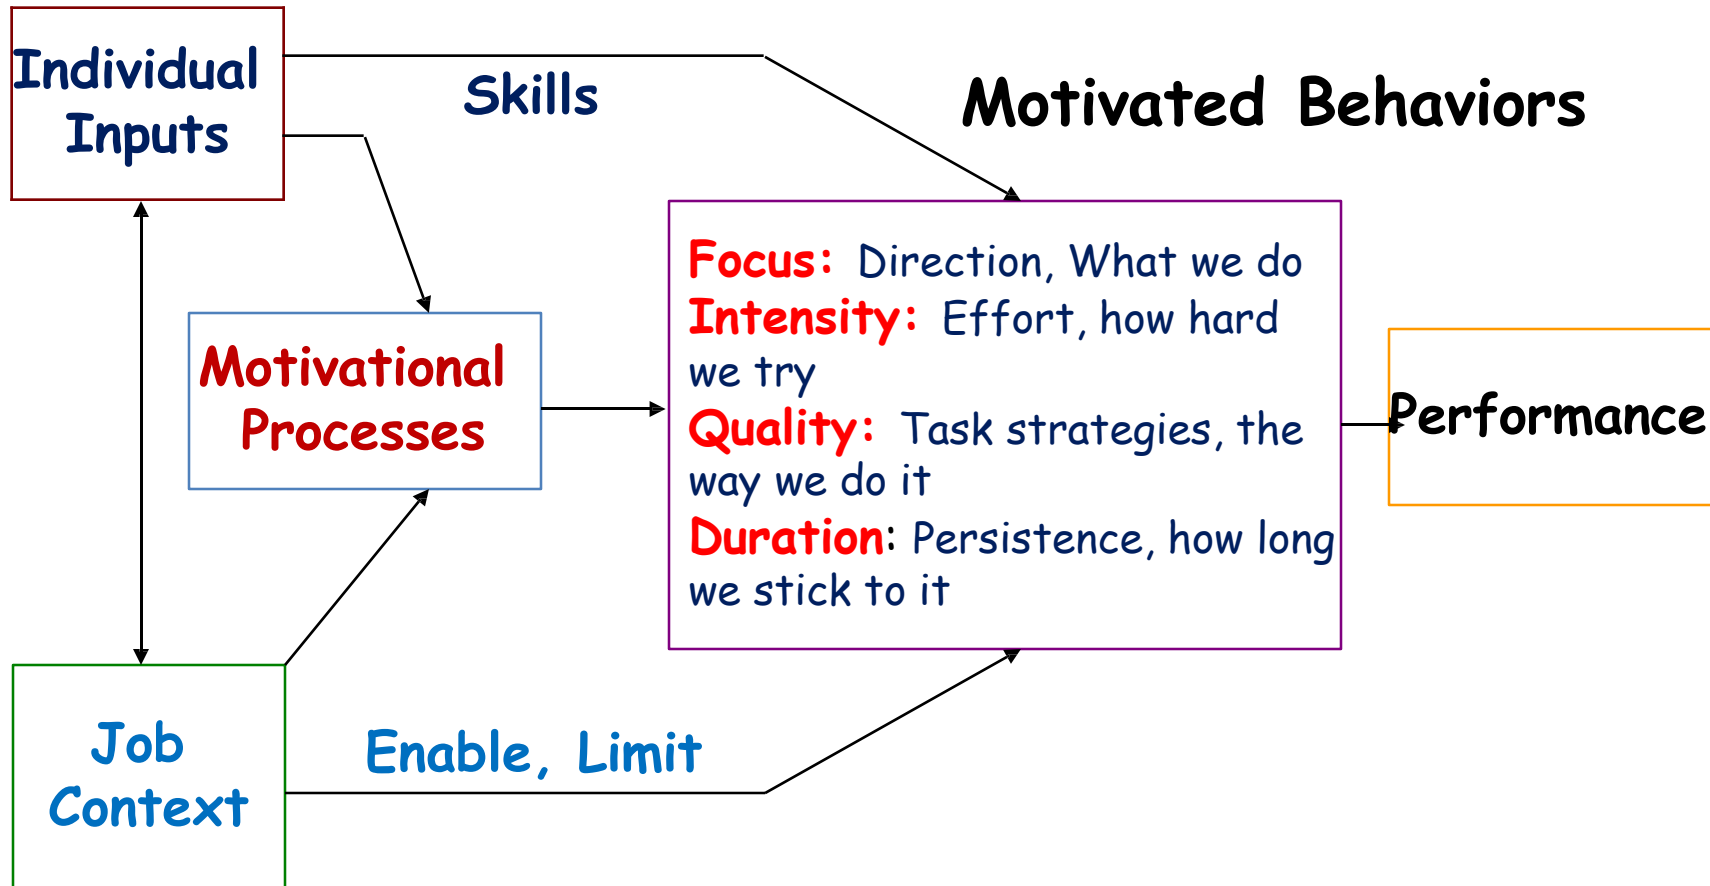 Individual
Inputs
Skills
Motivated Behaviors
Focus: Direction, What we do
Intensity: Effort, how hard
we try
Quality: Task strategies, the
way we do it
Duration: Persistence, how long
we stick to it
Motivational
Processes
Performance
Job
Context
Enable, Limit